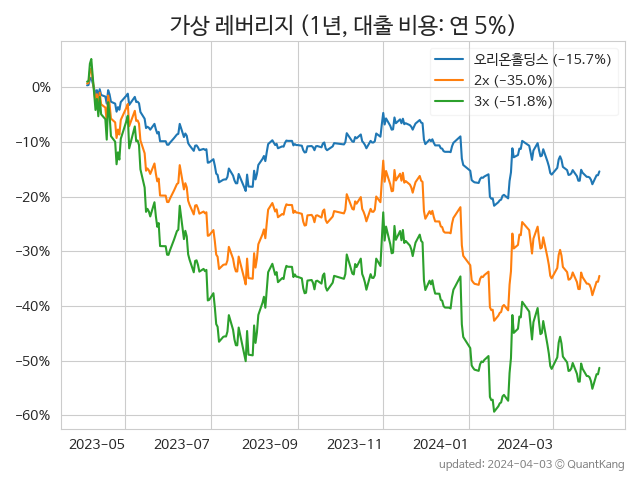 가상 레버리지 (1년, 대출 비용: 연 5%)
오리온홀딩스 (−15.7%)
2x (−35.0%)
3x (−51.8%)
0%
−10%
−20%
−30%
−40%
−50%
−60%
2023-05 2023-07 2023-09 2023-11 2024-01 2024-03
updated: 2024-04-03 © QuantKang